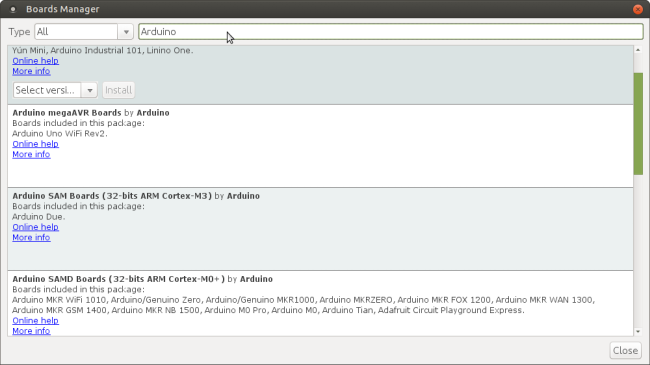 Boards Manager
Type All Arduino
Yún Mini, Arduino Industrial 101, Linino One.
Online help
More info
Select versi... Install
Arduino megaAVR Boards by Arduino
Boards included in this package:
Arduino Uno WiFi Rev2.
Online help
More info
Arduino SAM Boards (32-bits ARM Cortex-M3) by Arduino
Boards included in this package:
Arduino Due.
Online help
More info
Arduino SAMD Boards (32-bits ARM Cortex-M0+) by Arduino
Boards included in this package:
Arduino MKR WiFi 1010, Arduino/Genuino Zero, Arduino/Genuino MKR1000, Arduino MKRZERO, Arduino MKR FOX 1200, Arduino MKR WAN 1300,
Arduino MKR GSM 1400, Arduino MKR NB 1500, Arduino M0 Pro, Arduino M0, Arduino Tian, Adafruit Circuit Playground Express.
Online help
More info
Close